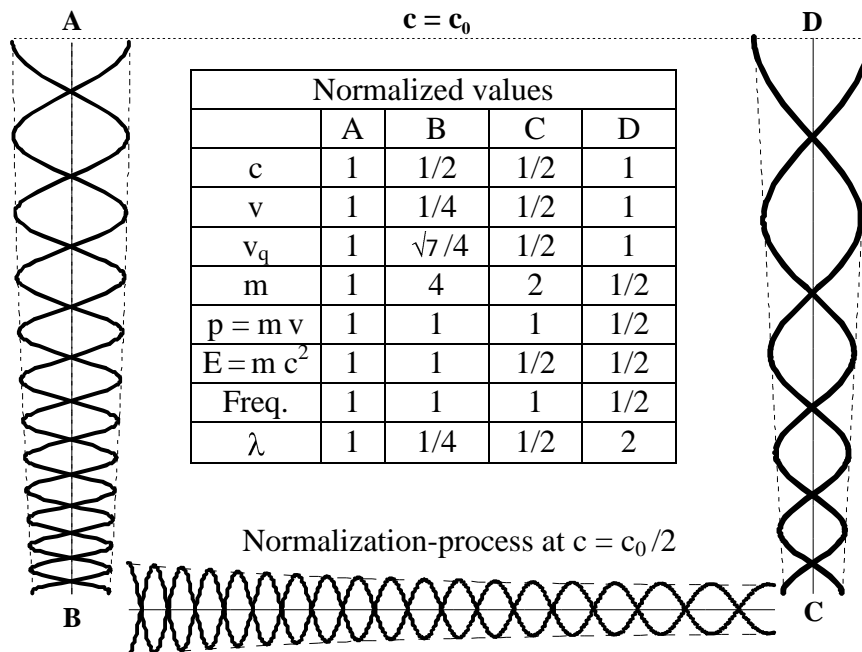 A c = c₀ D
Normalized values
A B C D
c 1 1/2 1/2 1
v 1 1/4 1/2 1
v_q 1 √7/4 1/2 1
m 1 4 2 1/2
p = m v 1 1 1 1/2
E = m c² 1 1 1/2 1/2
Freq. 1 1 1 1/2
λ 1 1/4 1/2 2
Normalization-process at c = c₀/2
B C